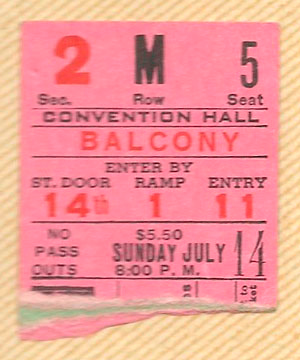 2 M 5
Sec. Row Seat
CONVENTION HALL
BALCONY
ENTER BY
ST. DOOR RAMP ENTRY
14th 1 11
NO PASS OUTS
$5.50
SUNDAY JULY 14
8:00 P. M.